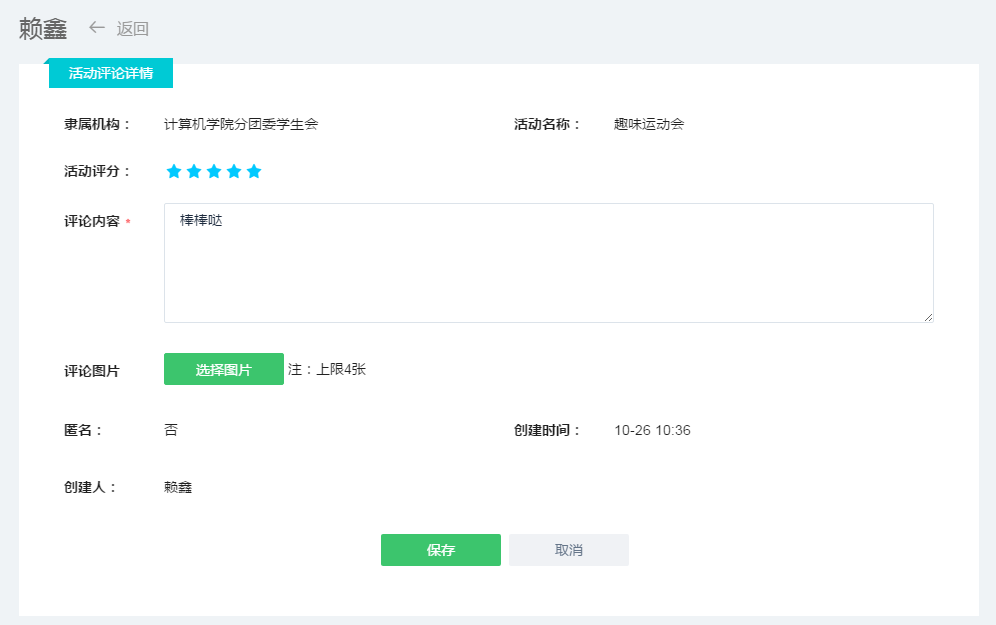 赖鑫 返回
活动评论详情
隶属机构： 计算机学院分团委学生会 活动名称： 趣味运动会
活动评分：
评论内容 * 棒棒哒
评论图片 选择图片 注：上限4张
匿名： 否 创建时间： 10-26 10:36
创建人： 赖鑫
保存 取消